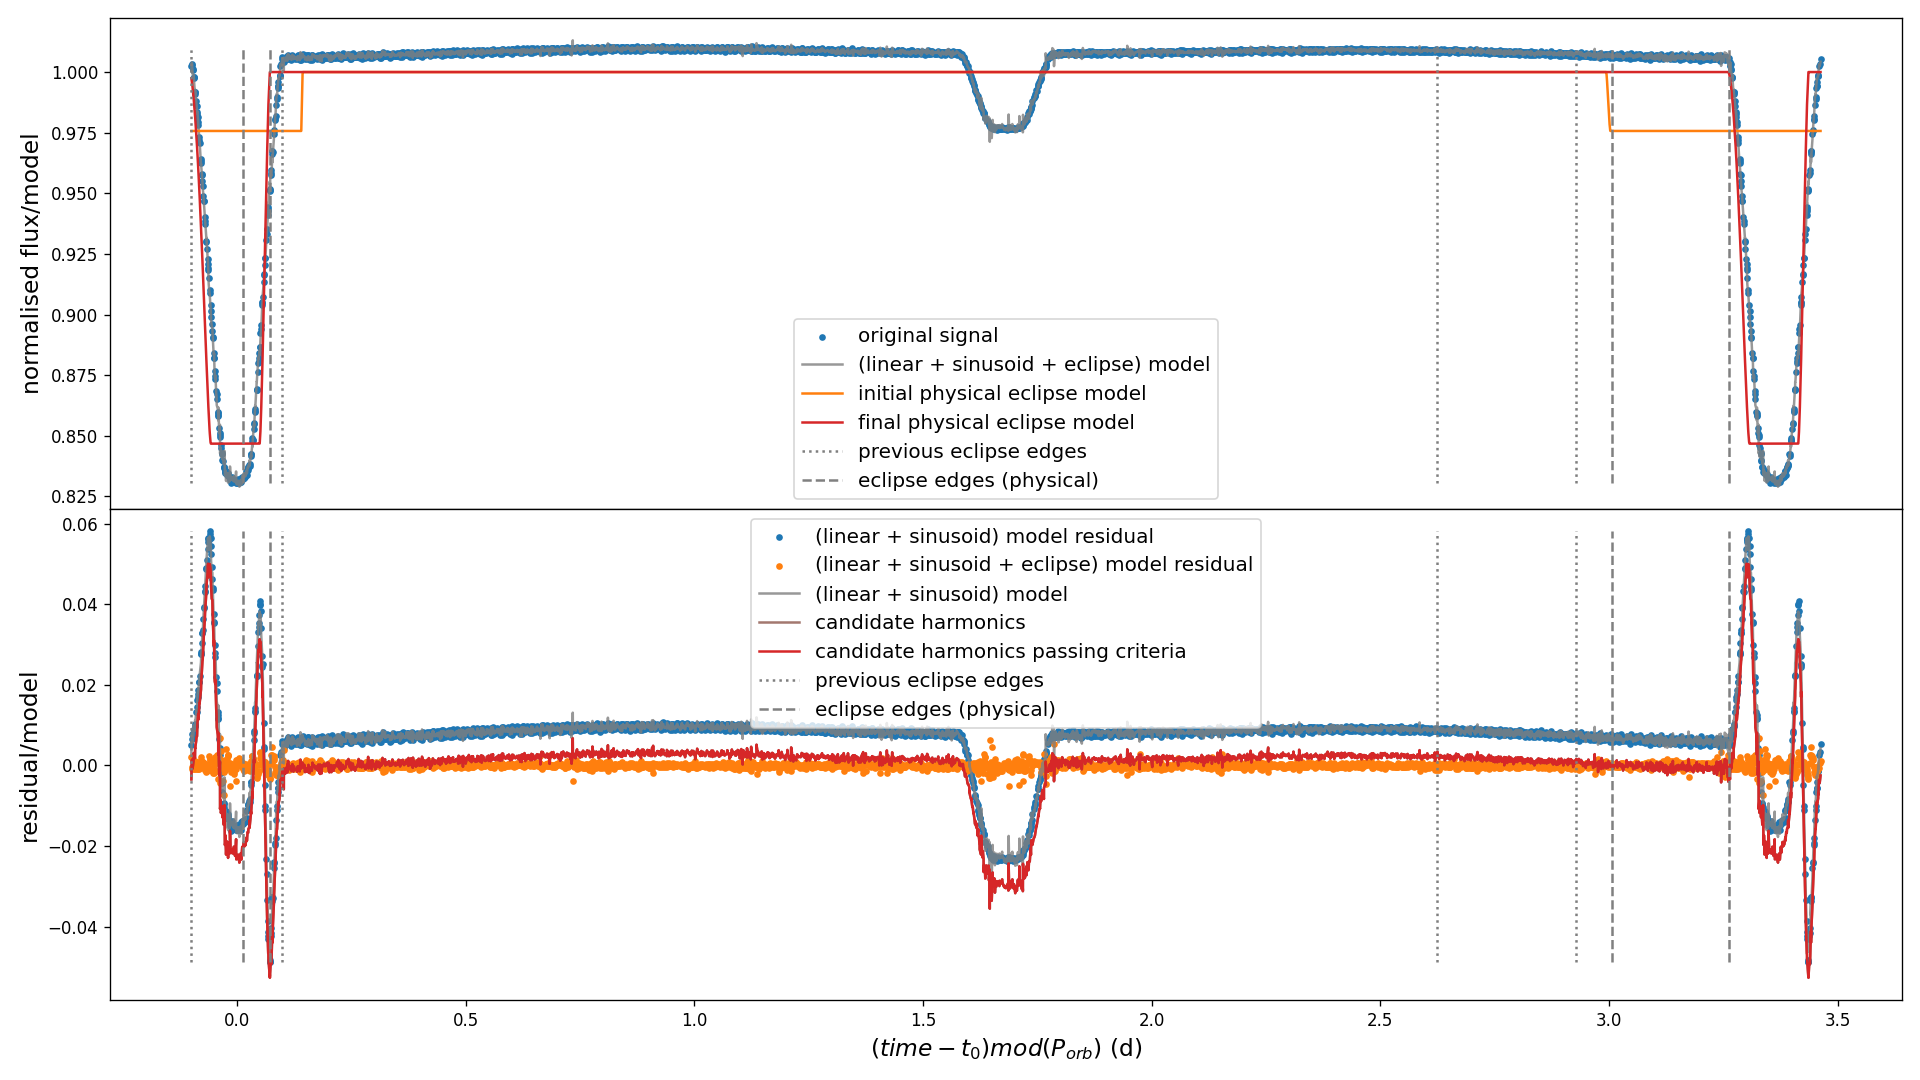 normalised flux/model
1.000
0.975
0.950
0.925
0.900
0.875
0.850
0.825
original signal
(linear + sinusoid + eclipse) model
initial physical eclipse model
final physical eclipse model
previous eclipse edges
eclipse edges (physical)
residual/model
0.06
0.04
0.02
0.00
−0.02
−0.04
(linear + sinusoid) model residual
(linear + sinusoid + eclipse) model residual
(linear + sinusoid) model
candidate harmonics
candidate harmonics passing criteria
previous eclipse edges
eclipse edges (physical)
0.0 0.5 1.0 1.5 2.0 2.5 3.0 3.5
(time − t₀)mod(Pₒᵣb) (d)